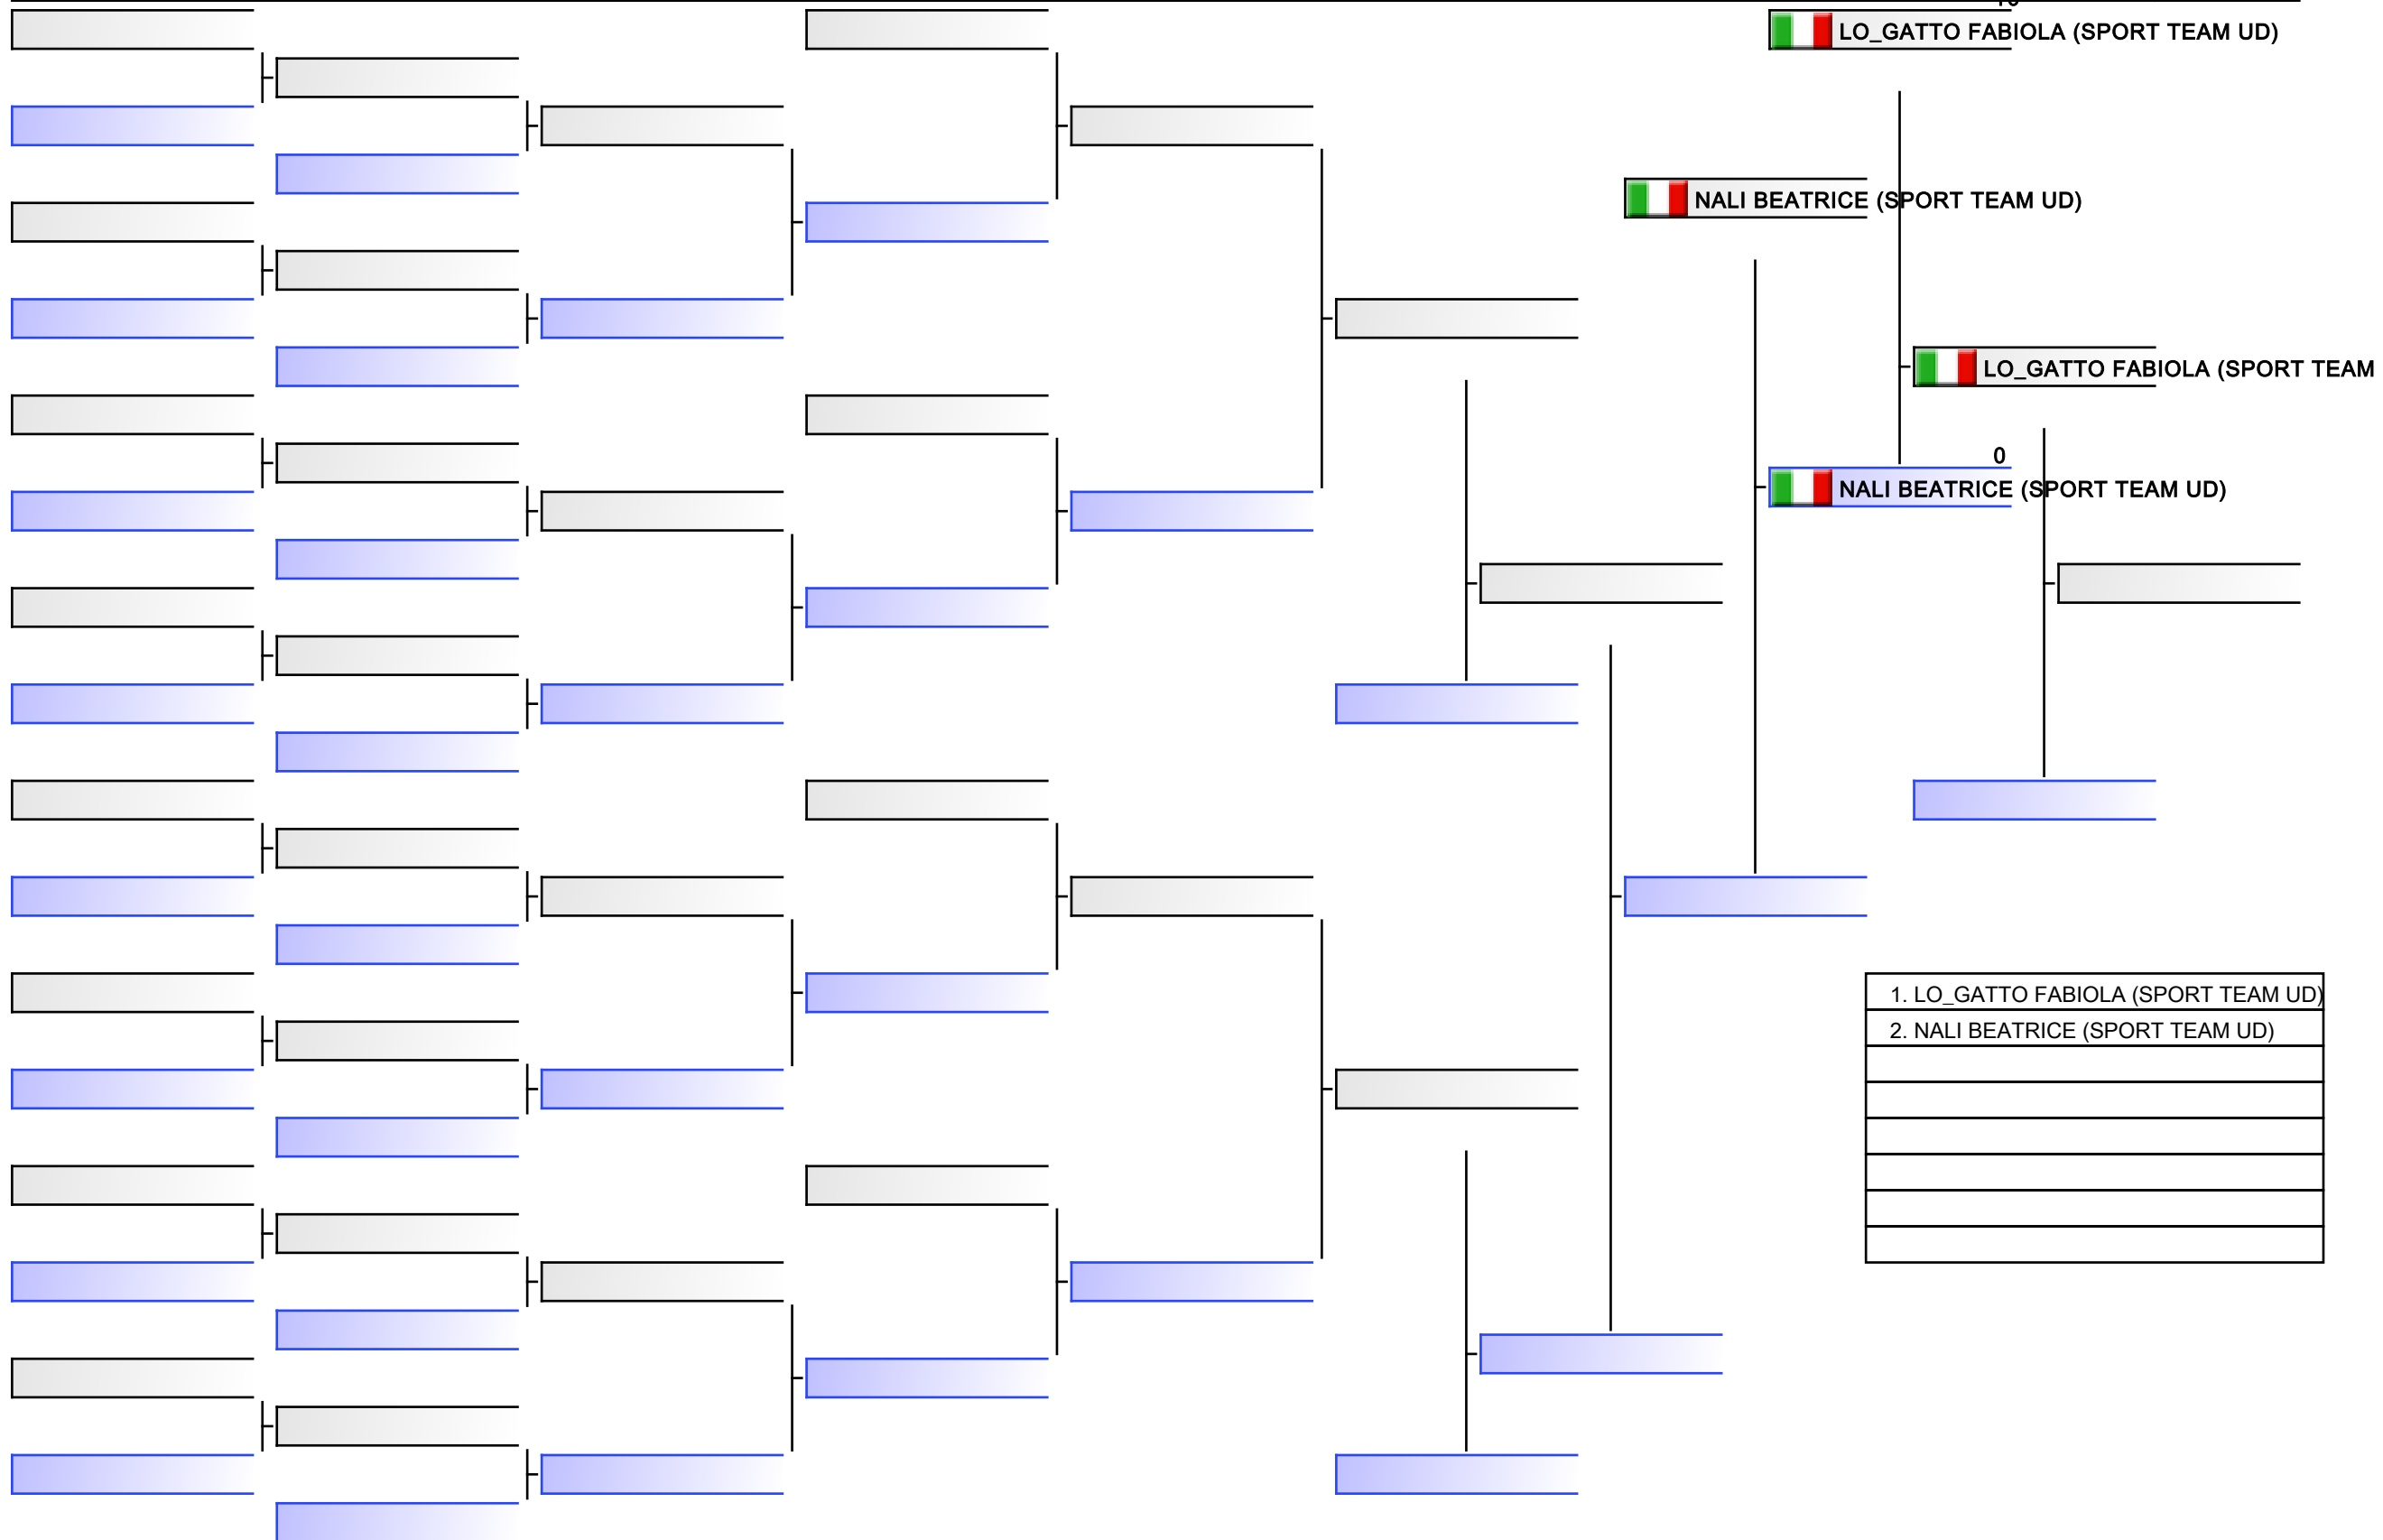 LO_GATTO FABIOLA (SPORT TEAM UD)
NALI BEATRICE (SPORT TEAM UD)
LO_GATTO FABIOLA (SPORT TEAM
0
NALI BEATRICE (SPORT TEAM UD)
1. LO_GATTO FABIOLA (SPORT TEAM UD)
2. NALI BEATRICE (SPORT TEAM UD)